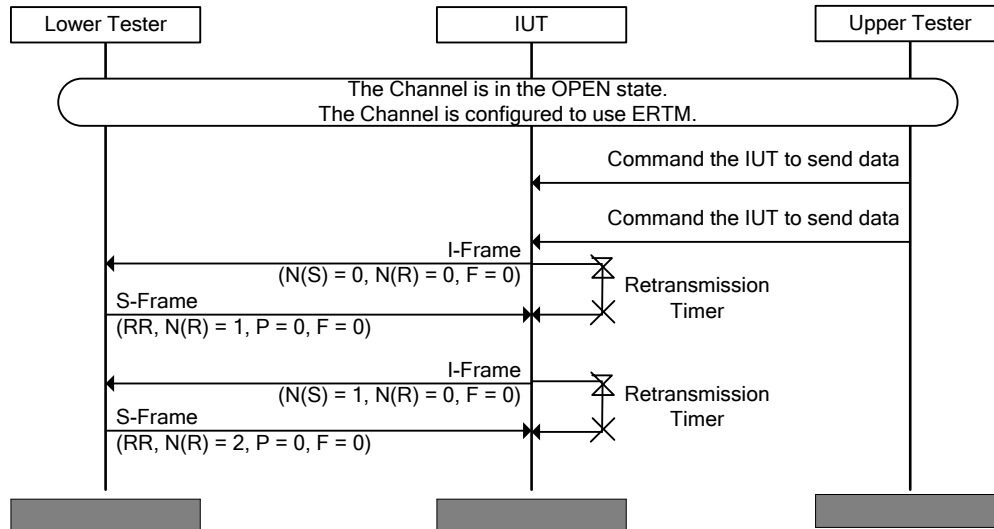 Lower Tester
IUT
Upper Tester
The Channel is in the OPEN state.
The Channel is configured to use ERTM.
Command the IUT to send data
Command the IUT to send data
I-Frame
(N(S) = 0, N(R) = 0, F = 0)
Retransmission
Timer
S-Frame
(RR, N(R) = 1, P = 0, F = 0)
I-Frame
(N(S) = 1, N(R) = 0, F = 0)
Retransmission
Timer
S-Frame
(RR, N(R) = 2, P = 0, F = 0)